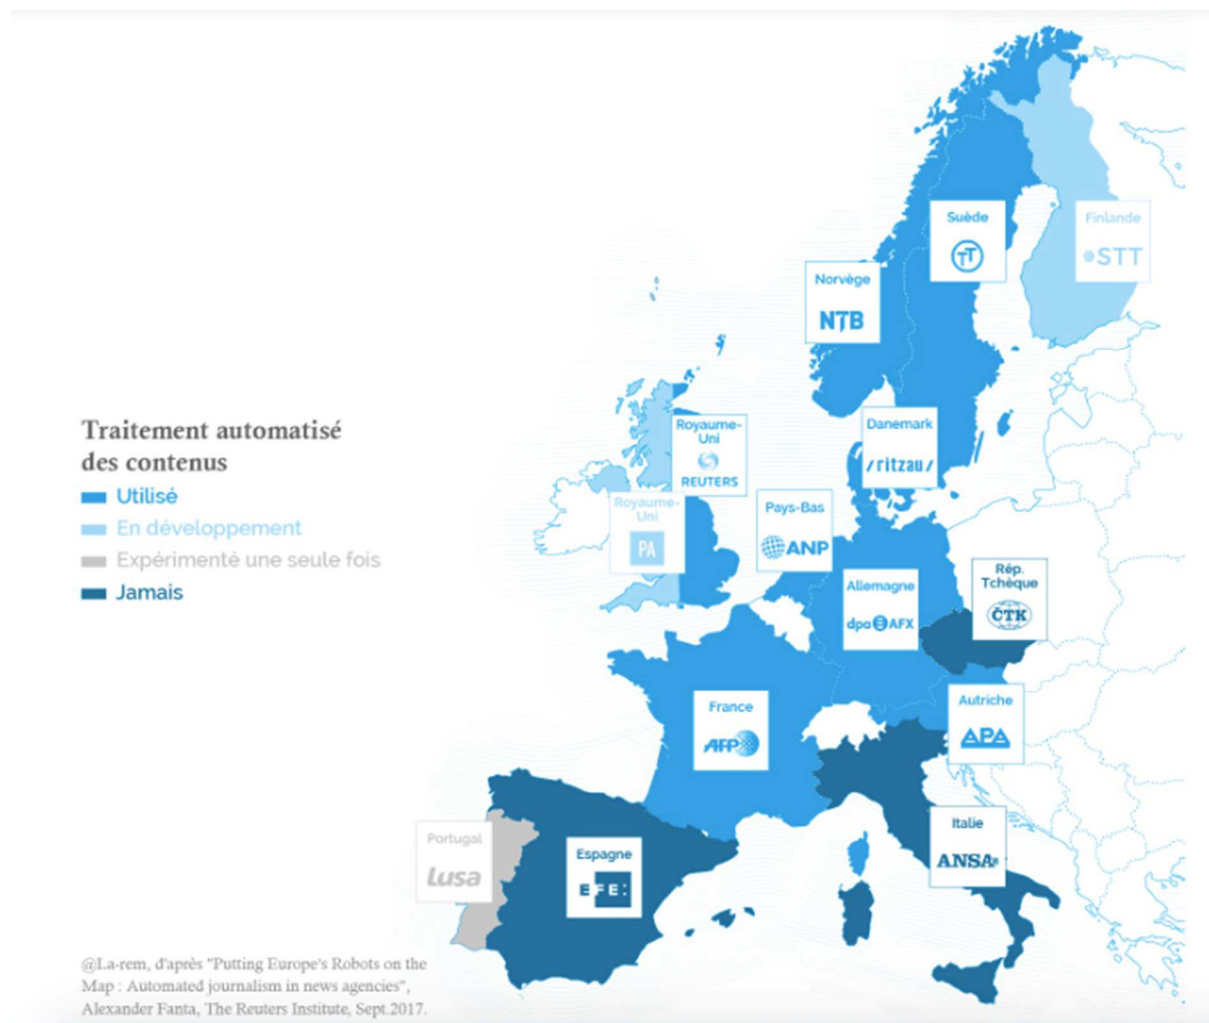 Suède
TT
Finlande
STT
Norvège
NTB
Danemark
/ritzau/
Royaume-
Uni
REUTERS
Royaume-
Uni
PA
Pays-Bas
ANP
Allemagne
dpa AFX
Rép.
Tchèque
ČTK
Traitement automatisé
des contenus
Utilisé
En développement
Expérimenté une seule fois
Jamais
France
AFP
Autriche
APA
Portugal
Lusa
Espagne
EFE:
Italie
ANSA
@La-rem, d'après "Putting Europe's Robots on the
Map : Automated journalism in news agencies",
Alexander Fanta, The Reuters Institute, Sept.2017.